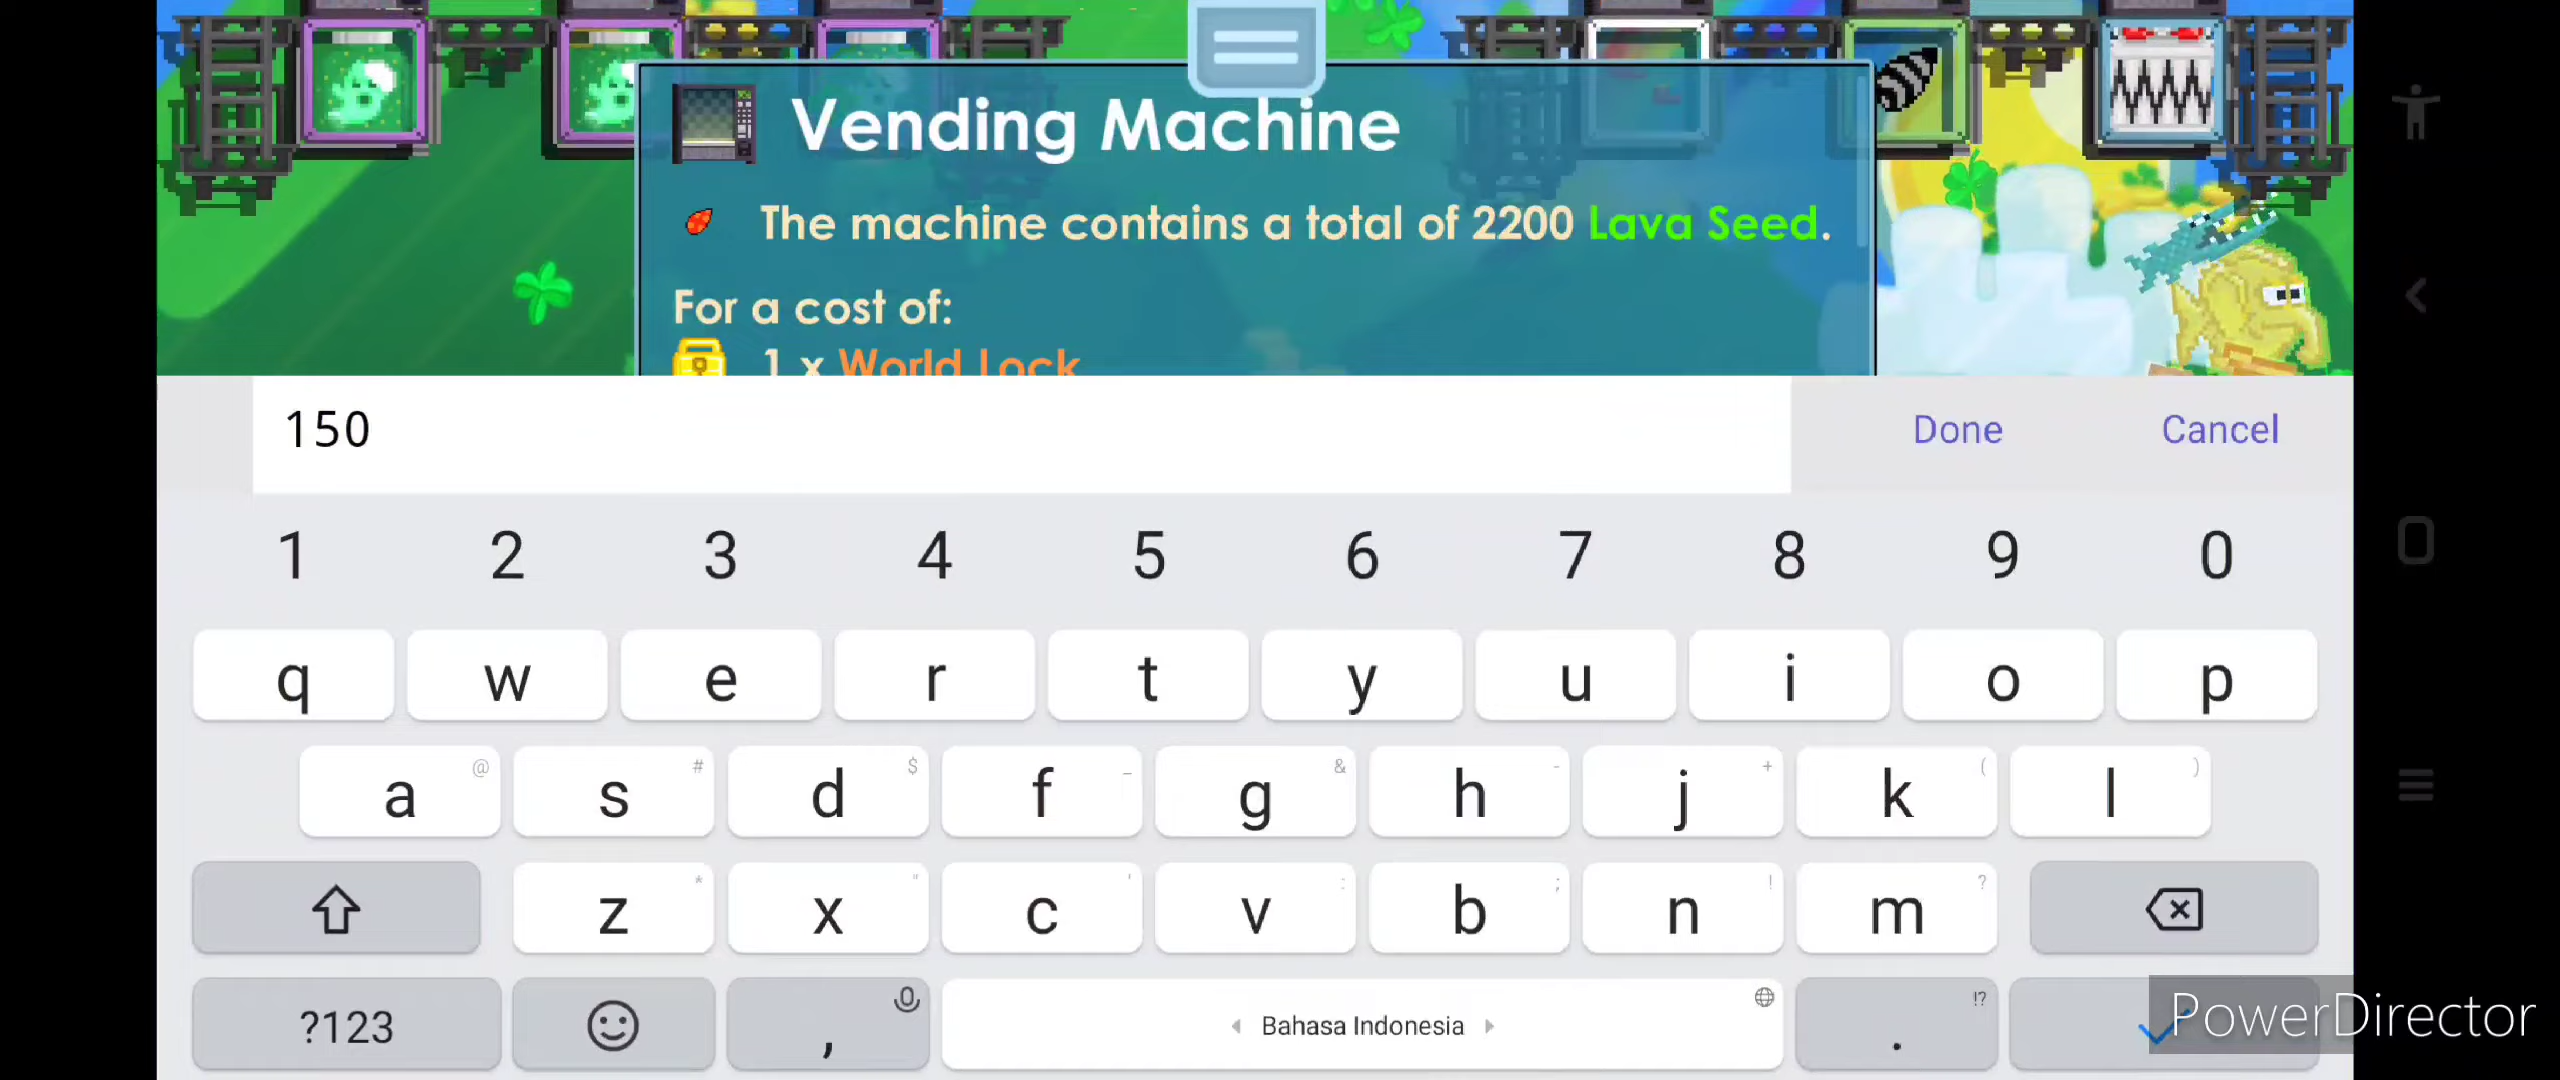 Vending Machine
The machine contains a total of 2200 Lava Seed.
For a cost of:
1 x World Lock
150
Done
Cancel
1 2 3 4 5 6 7 8 9 0
q w e r t y u i o p
@ # $ _ & - + ( )
a s d f g h j k l
* " ' : ; ! ?
z x c v b n m
!?
?123 , Bahasa Indonesia .
PowerDirector